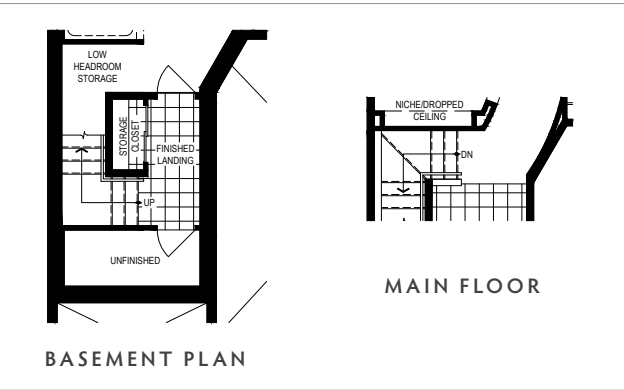 LOW
HEADROOM
STORAGE
STORAGE
CLOSET
FINISHED
LANDING
UP
UNFINISHED
BASEMENT PLAN
NICHE/DROPPED
CEILING
DN
MAIN FLOOR